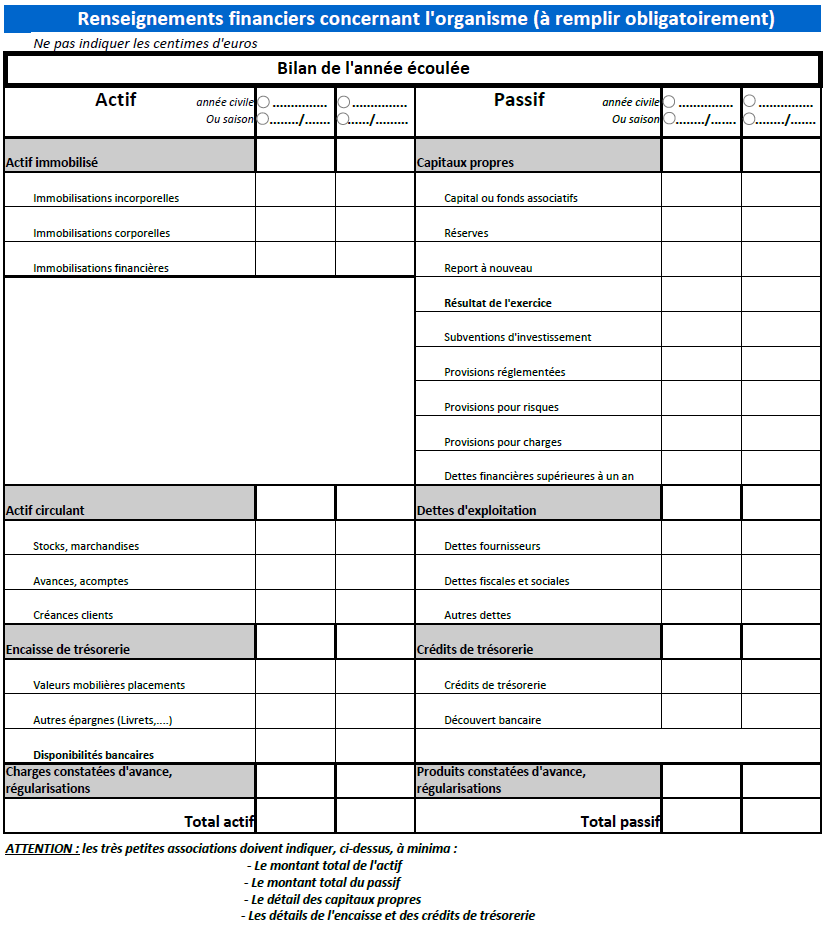 Renseignements financiers concernant l'organisme (à remplir obligatoirement)
Ne pas indiquer les centimes d'euros
Bilan de l'année écoulée
Actif année civile ............... ...............
Ou saison ......../....... ....../.........
Passif année civile ............... ...............
Ou saison ......../....... ......../.......
Actif immobilisé
Immobilisations incorporelles
Immobilisations corporelles
Immobilisations financières
Capitaux propres
Capital ou fonds associatifs
Réserves
Report à nouveau
Résultat de l'exercice
Subventions d'investissement
Provisions réglementées
Provisions pour risques
Provisions pour charges
Dettes financières supérieures à un an
Actif circulant
Stocks, marchandises
Avances, acomptes
Créances clients
Dettes d'exploitation
Dettes fournisseurs
Dettes fiscales et sociales
Autres dettes
Encaisse de trésorerie
Valeurs mobilières placements
Autres épargnes (Livrets,....)
Disponibilités bancaires
Crédits de trésorerie
Crédits de trésorerie
Découvert bancaire
Charges constatées d'avance,
régularisations
Produits constatées d'avance,
régularisations
Total actif
Total passif
ATTENTION : les très petites associations doivent indiquer, ci-dessus, à minima :
- Le montant total de l'actif
- Le montant total du passif
- Le détail des capitaux propres
- Les détails de l'encaisse et des crédits de trésorerie